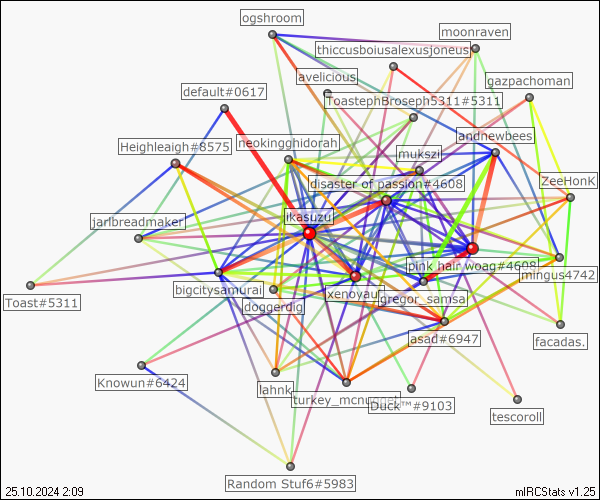 ogshroom
moonraven
thiccusboiusalexusjoneus
avelicious
gazpachoman
default#0617
ToastephBroseph5311#5311
andnewbees
Heighleaigh#8575
neokingghidorah
mukszi
disaster of passion#4608
ZeeHonK
ikasuzu
jarlbreadmaker
pink hair woag#4608
mingus4742
bigcitysamurai
xenoyaur
gregor_samsa
Toast#5311
doggerdig
asad#6947
facadas.
Knowun#6424
lahnk
turkey_mcnugget
Duck™#9103
tescoroll
Random Stuf6#5983
25.10.2024 2:09
mIRCStats v1.25